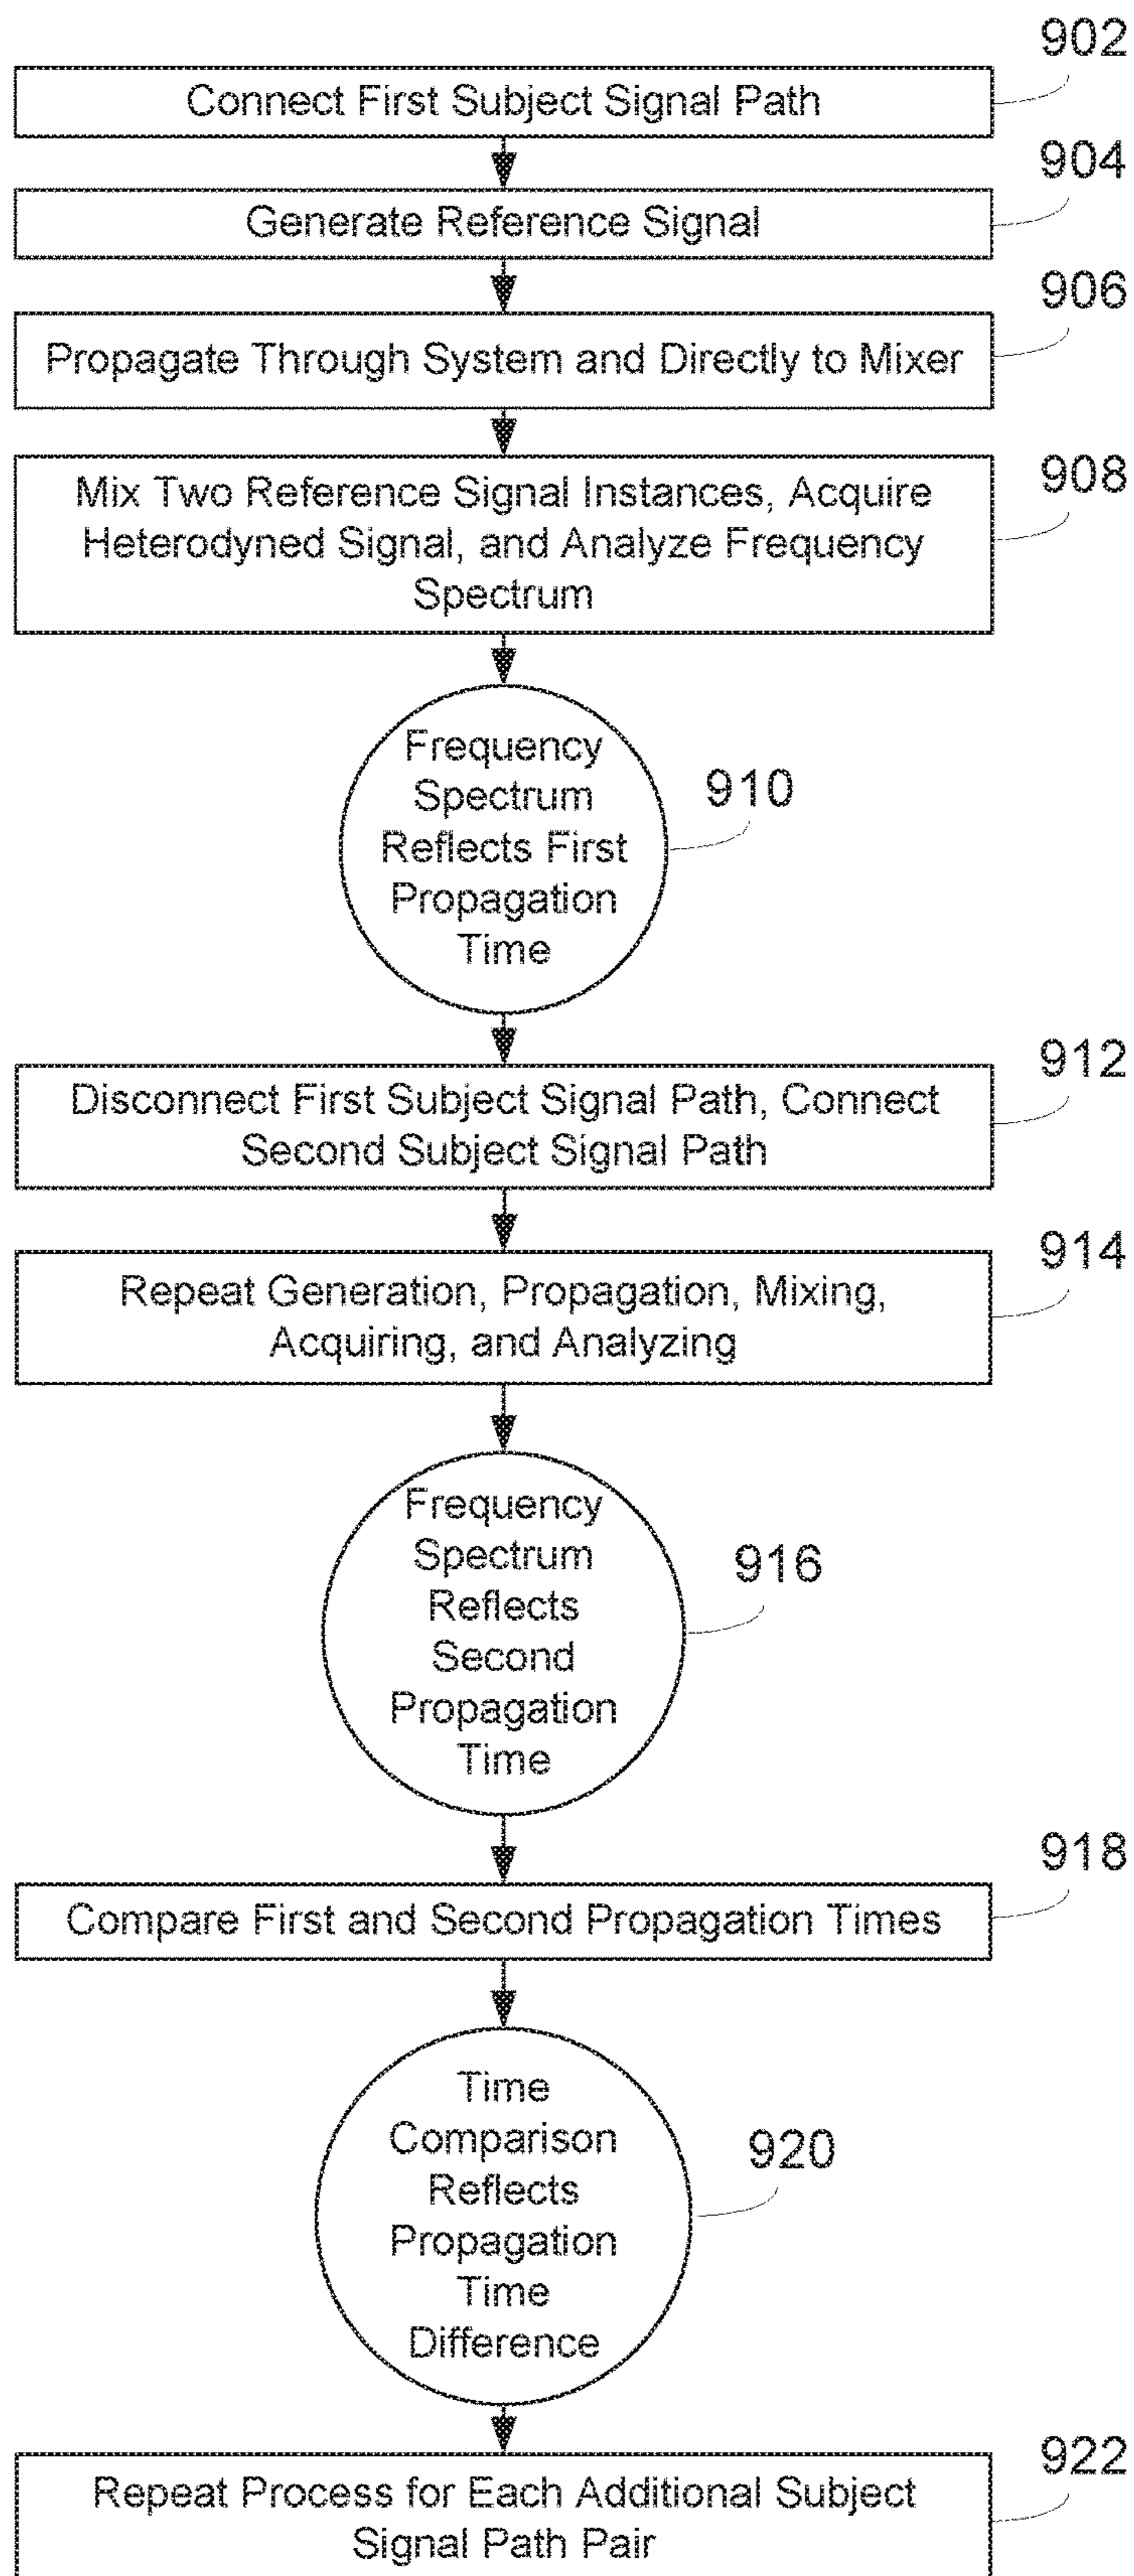 902
Connect First Subject Signal Path
904
Generate Reference Signal
906
Propagate Through System and Directly to Mixer
908
Mix Two Reference Signal Instances, Acquire
Heterodyned Signal, and Analyze Frequency
Spectrum
Frequency
Spectrum
Reflects First
Propagation
Time
910
912
Disconnect First Subject Signal Path, Connect
Second Subject Signal Path
914
Repeat Generation, Propagation, Mixing,
Acquiring, and Analyzing
Frequency
Spectrum
Reflects
Second
Propagation
Time
916
918
Compare First and Second Propagation Times
Time
Comparison
Reflects
Propagation
Time
Difference
920
922
Repeat Process for Each Additional Subject
Signal Path Pair